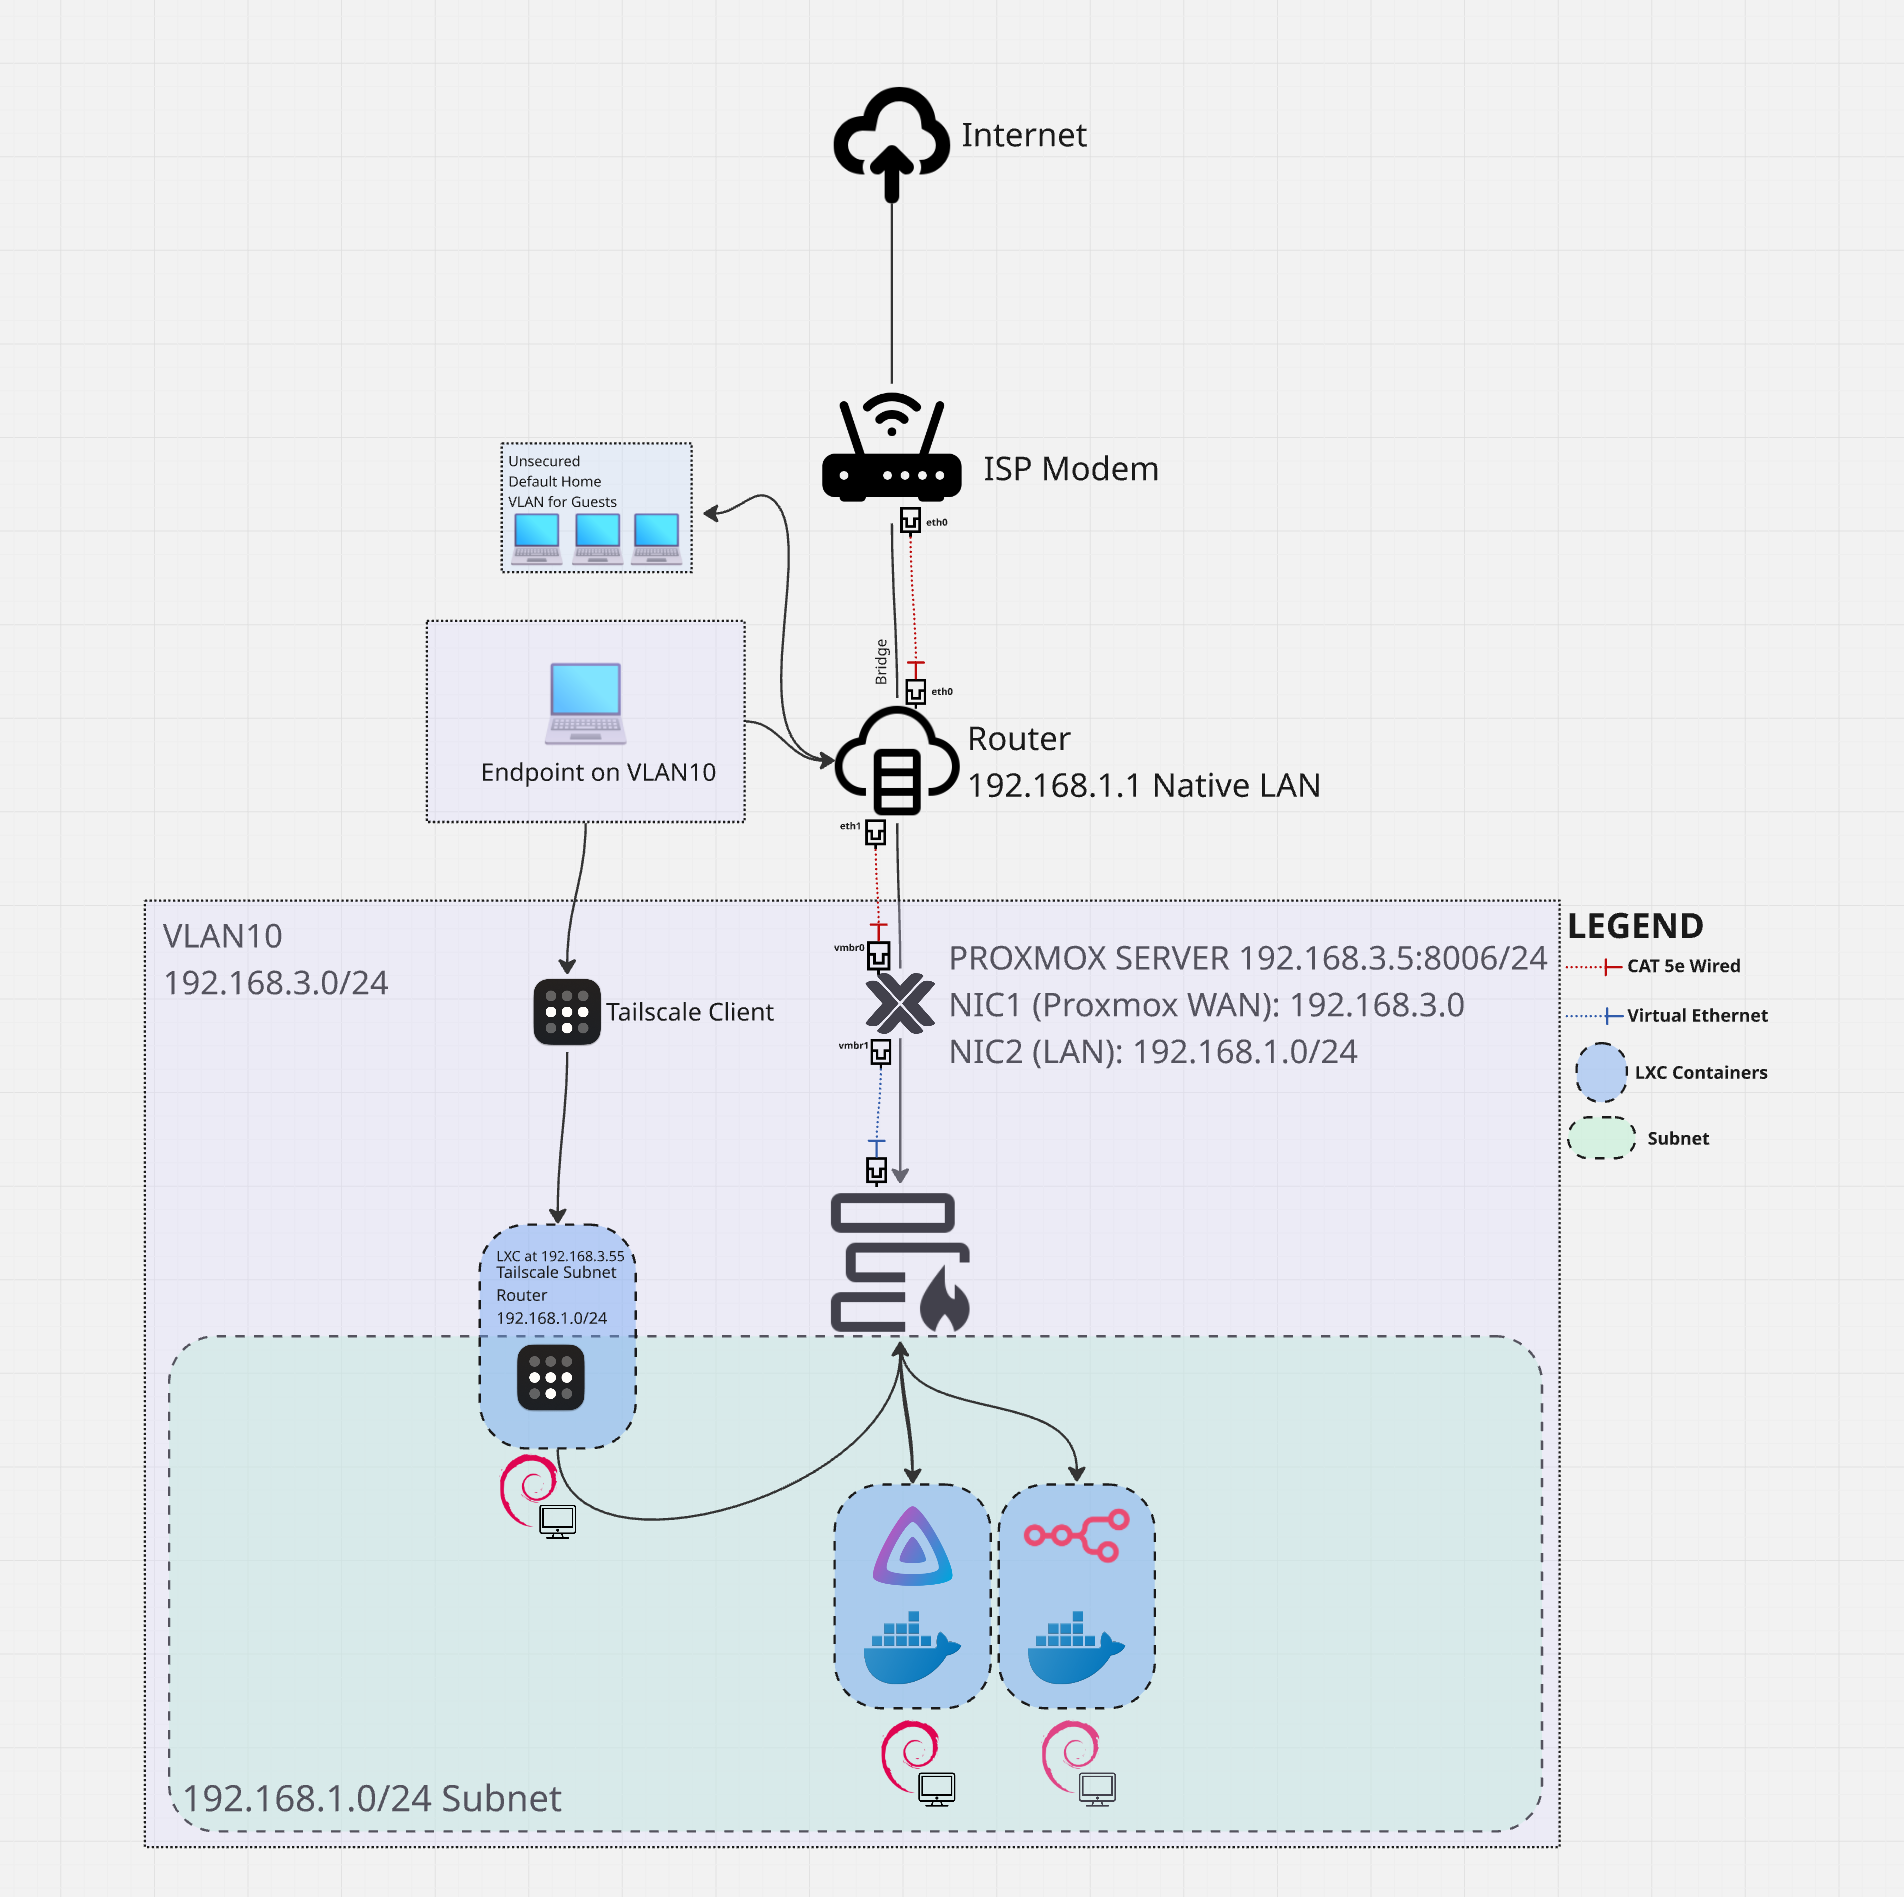 Internet
ISP Modem
eth0
Unsecured
Default Home
VLAN for Guests
Bridge
eth0
Endpoint on VLAN10
Router
192.168.1.1 Native LAN
eth1
VLAN10
192.168.3.0/24
vmbr0
PROXMOX SERVER 192.168.3.5:8006/24
NIC1 (Proxmox WAN): 192.168.3.0
NIC2 (LAN): 192.168.1.0/24
vmbr1
Tailscale Client
LEGEND
CAT 5e Wired
Virtual Ethernet
LXC Containers
Subnet
LXC at 192.168.3.55
Tailscale Subnet
Router
192.168.1.0/24
192.168.1.0/24 Subnet